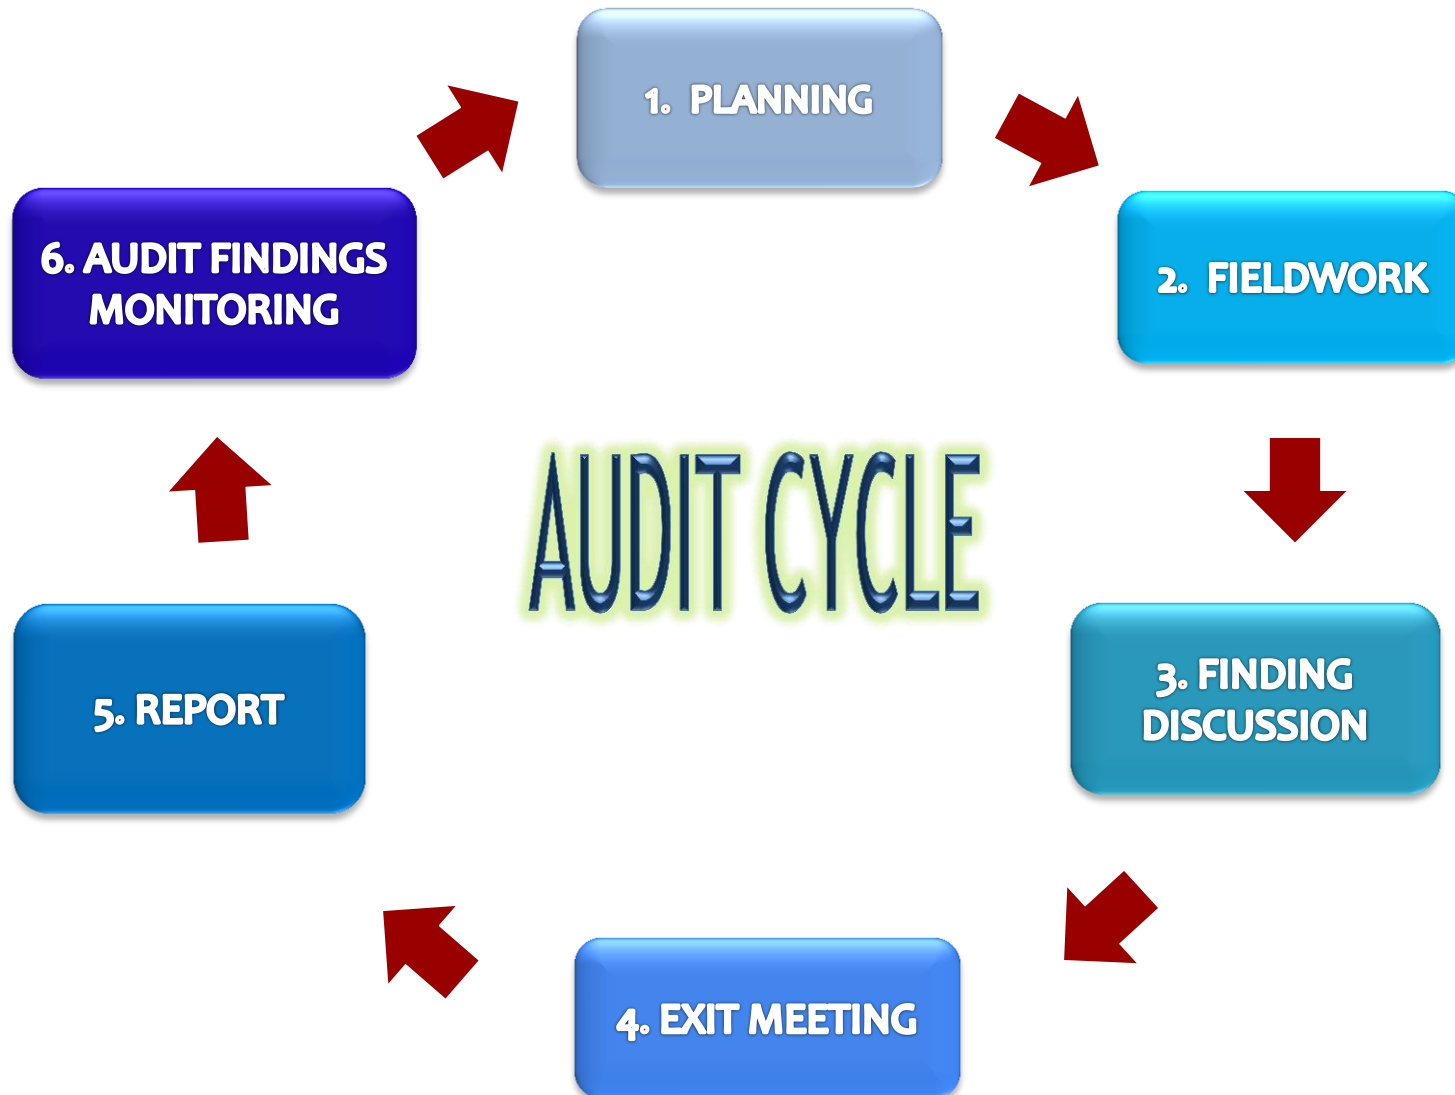 1. PLANNING
2. FIELDWORK
3. FINDING
DISCUSSION
4. EXIT MEETING
5. REPORT
6. AUDIT FINDINGS
MONITORING
AUDIT CYCLE